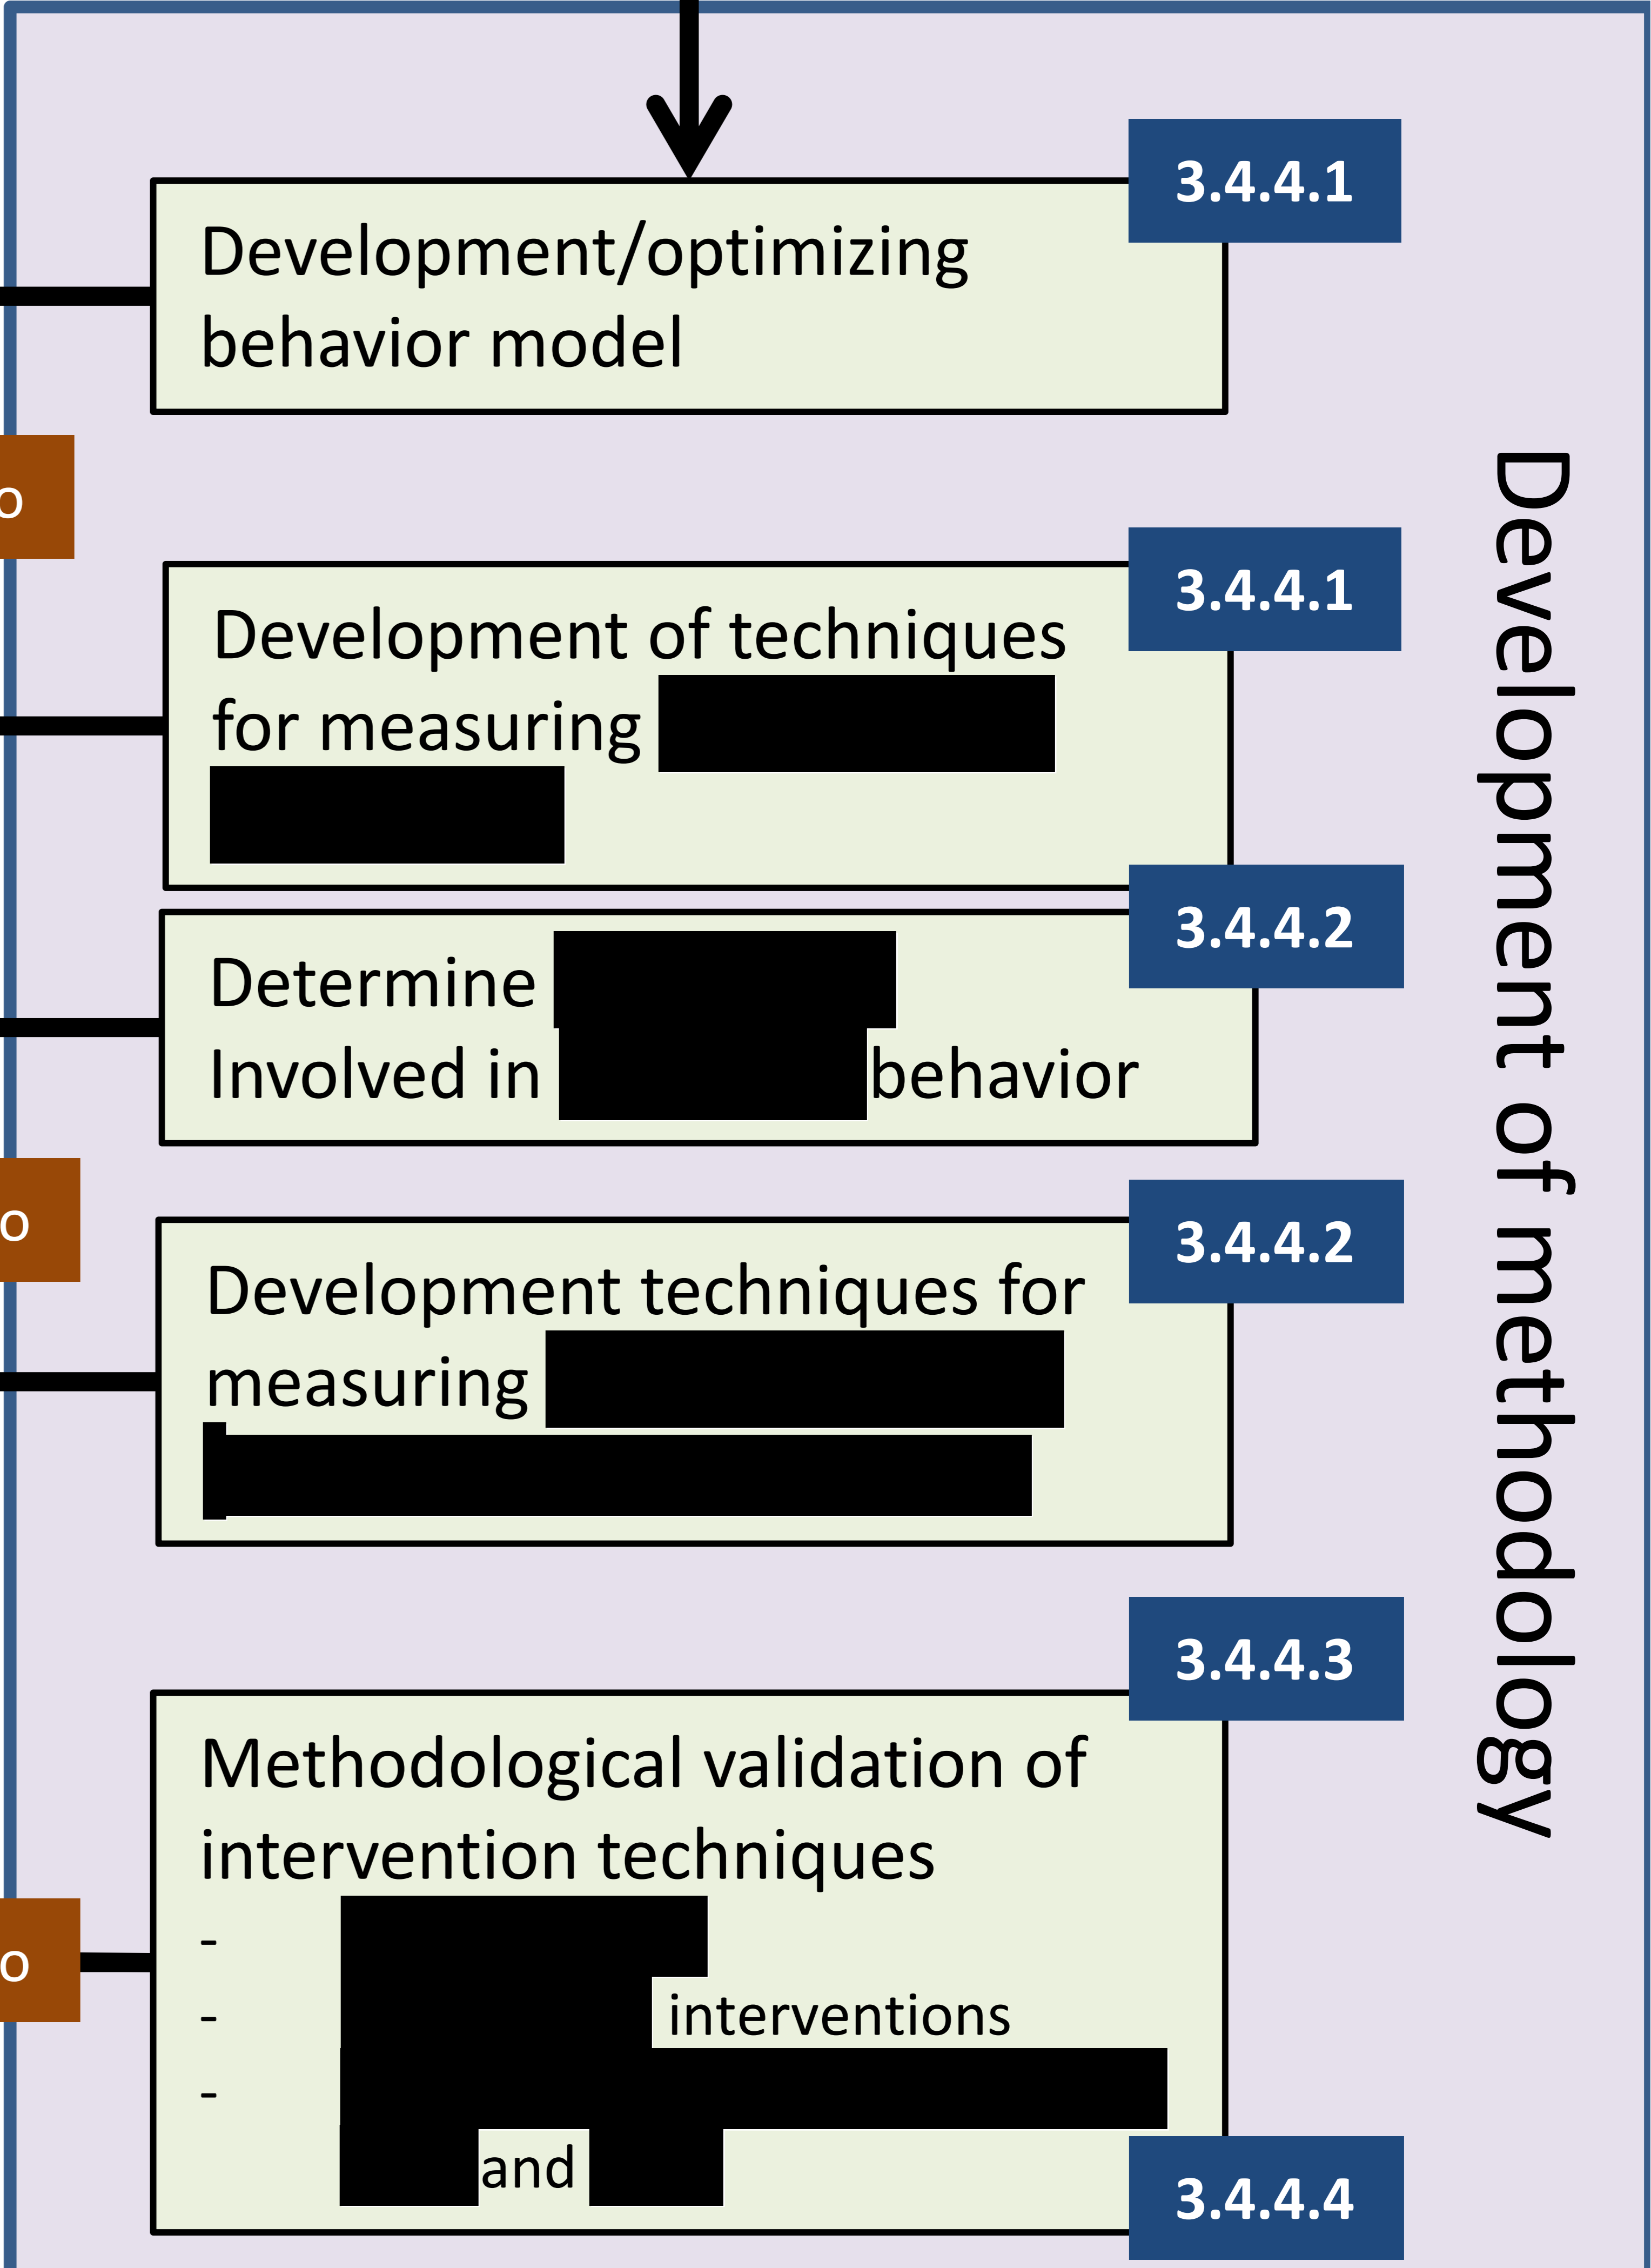 3.4.4.1
Development/optimizing
behavior model
o
3.4.4.1
Development of techniques
for measuring
3.4.4.2
Determine
Involved in behavior
o
3.4.4.2
Development techniques for
measuring
3.4.4.3
Methodological validation of
intervention techniques
-
- interventions
-
and
o
3.4.4.4
Development of methodology